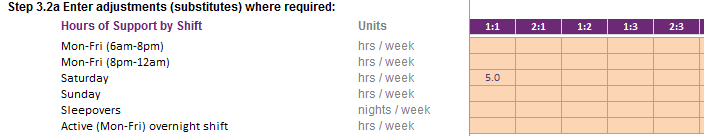 Step 3.2a Enter adjustments (substitutes) where required:
Hours of Support by Shift Units 1:1 2:1 1:2 1:3 2:3
Mon-Fri (6am-8pm) hrs / week
Mon-Fri (8pm-12am) hrs / week
Saturday hrs / week 5.0
Sunday hrs / week
Sleepovers nights / week
Active (Mon-Fri) overnight shift hrs / week